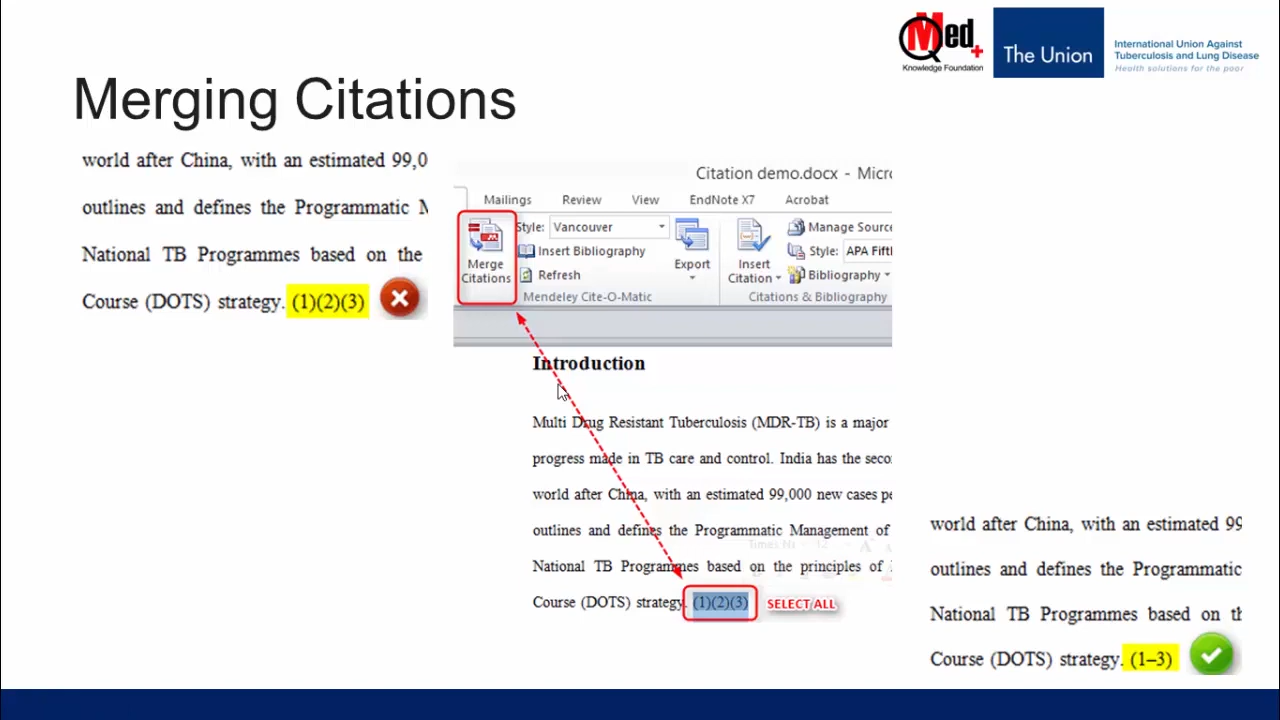 QMed+
Knowledge Foundation
The Union
International Union Against
Tuberculosis and Lung Disease
Health solutions for the poor
Merging Citations
world after China, with an estimated 99,0
outlines and defines the Programmatic M
National TB Programmes based on the
Course (DOTS) strategy. (1)(2)(3)
Citation demo.docx - Micro
Mailings Review View EndNote X7 Acrobat
Merge Citations
Style: Vancouver
Insert Bibliography
Refresh
Mendeley Cite-O-Matic
Export
Insert Citation
Manage Source
Style: APA Fifth
Bibliography
Citations & Bibliography
Introduction
Multi Drug Resistant Tuberculosis (MDR-TB) is a major
progress made in TB care and control. India has the seco
world after China, with an estimated 99,000 new cases pe
outlines and defines the Programmatic Management of
National TB Programmes based on the principles of
Course (DOTS) strategy. (1)(2)(3) SELECT ALL
world after China, with an estimated 99
outlines and defines the Programmatic
National TB Programmes based on th
Course (DOTS) strategy. (1–3)